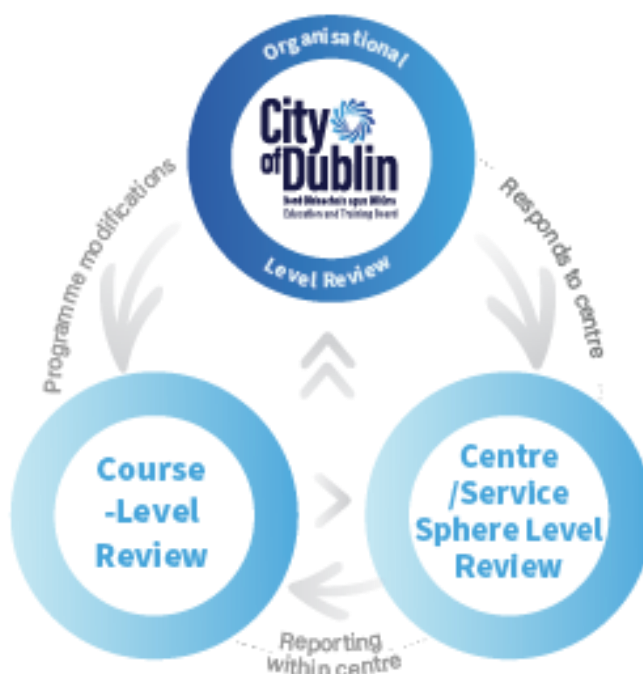 Organisational
City
of Dublin
Education and Training Board
Level Review
Programme modifications
Responds to centre
Course
-Level
Review
Centre
/Service
Sphere Level
Review
Reporting
within centre